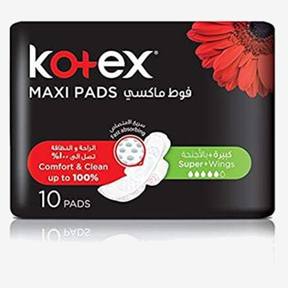 kotex®
MAXI PADS فوط ماكسي
سريع الامتصاص
Fast absorbing
الراحة و النظافة
تصل الى ١٠٠%
Comfort & Clean
up to 100%
كبيرة+بالأجنحة
Super+Wings
10 PADS